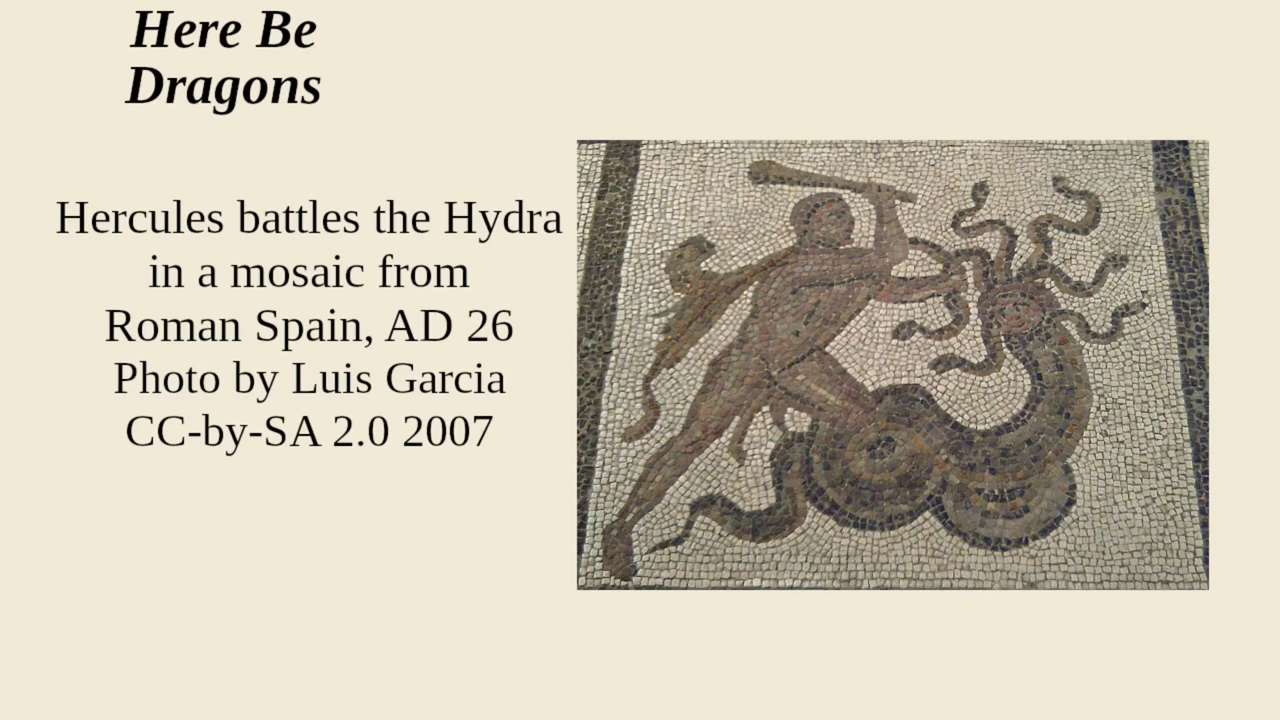 Here Be
Dragons
Hercules battles the Hydra
in a mosaic from
Roman Spain, AD 26
Photo by Luis Garcia
CC-by-SA 2.0 2007